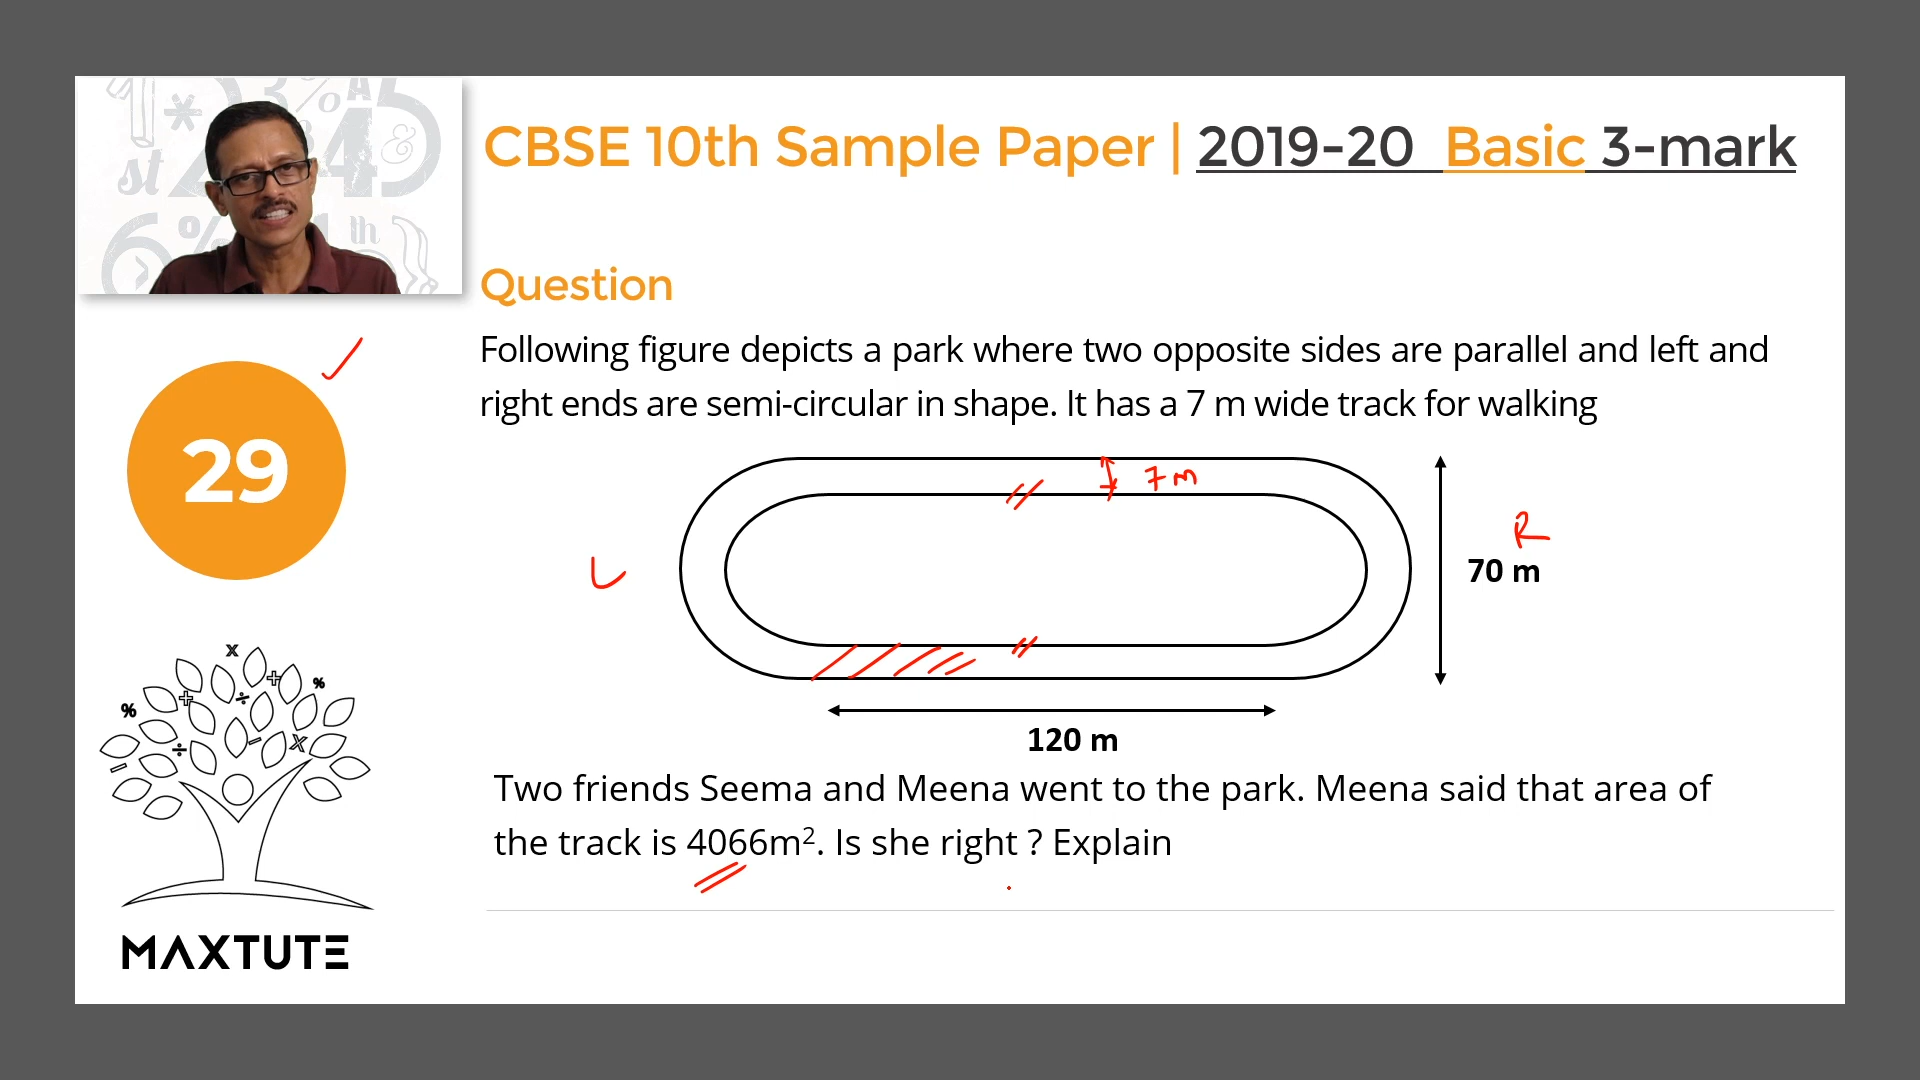 CBSE 10th Sample Paper | 2019-20 Basic 3-mark
Question
Following figure depicts a park where two opposite sides are parallel and left and
right ends are semi-circular in shape. It has a 7 m wide track for walking
29
7 m
L
R
70 m
120 m
Two friends Seema and Meena went to the park. Meena said that area of
the track is 4066m². Is she right ? Explain
MAXTUTE